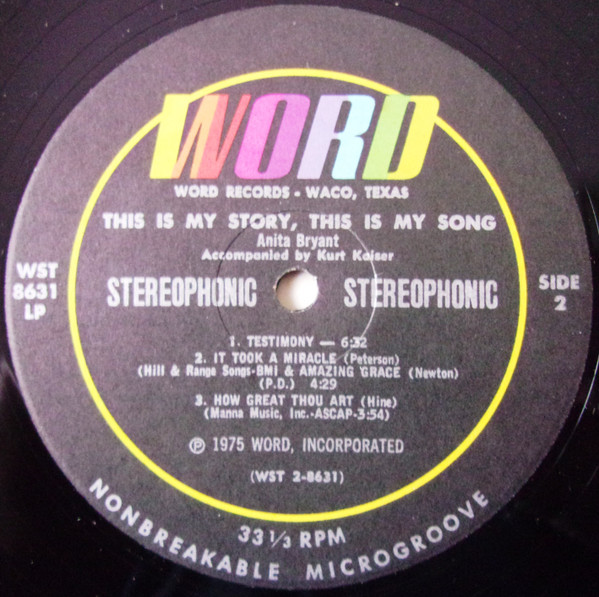 WORD
WORD RECORDS • WACO, TEXAS
THIS IS MY STORY, THIS IS MY SONG
Anita Bryant
Accompanied by Kurt Kaiser
WST
8631
LP
STEREOPHONIC STEREOPHONIC
SIDE
2
1. TESTIMONY — 6:32
2. IT TOOK A MIRACLE (Peterson)
(Hill & Range Songs-BMI & AMAZING GRACE (Newton)
(P.D.) 4:29
3. HOW GREAT THOU ART (Hine)
(Manna Music, Inc.-ASCAP-3:54)
℗ 1975 WORD, INCORPORATED
(WST 2-8631)
33 1/3 RPM
NONBREAKABLE MICROGROOVE